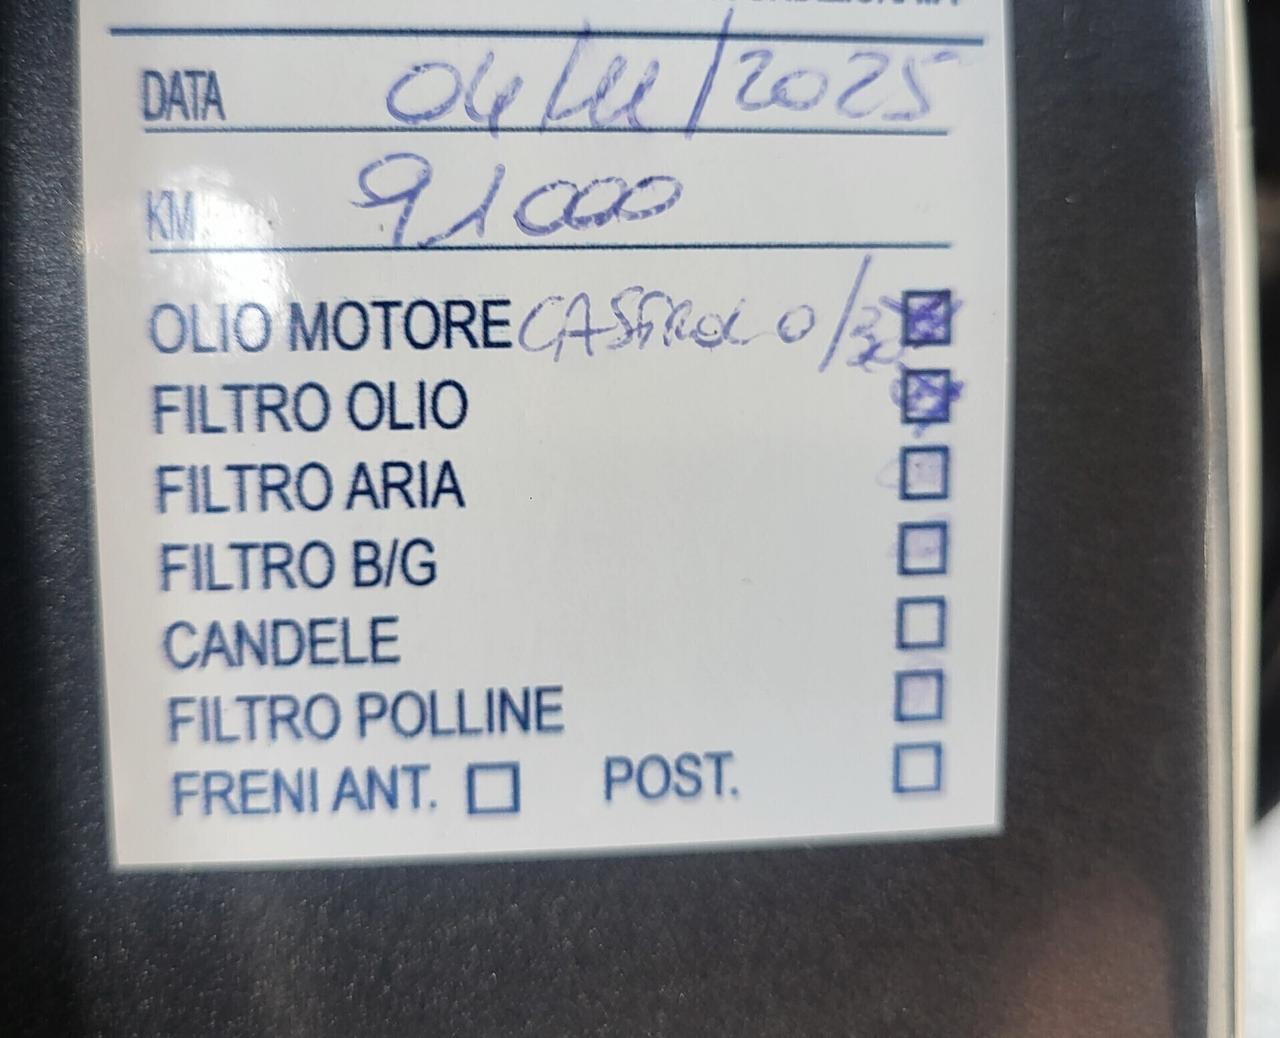 DATA 04/ /2025
KM 91000
OLIO MOTORE CASTROL 0/30
FILTRO OLIO
FILTRO ARIA
FILTRO B/G
CANDELE
FILTRO POLLINE
FRENI ANT. POST.